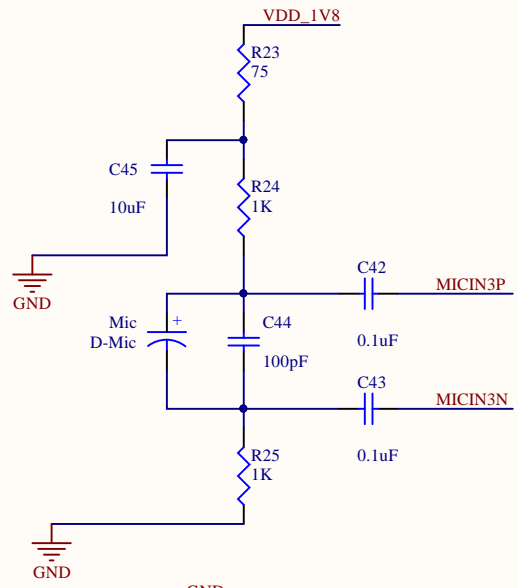 VDD_1V8
R23
75
C45
10uF
R24
1K
GND
C42
MICIN3P
0.1uF
Mic
+
D-Mic
C44
100pF
C43
MICIN3N
0.1uF
R25
1K
GND
GND